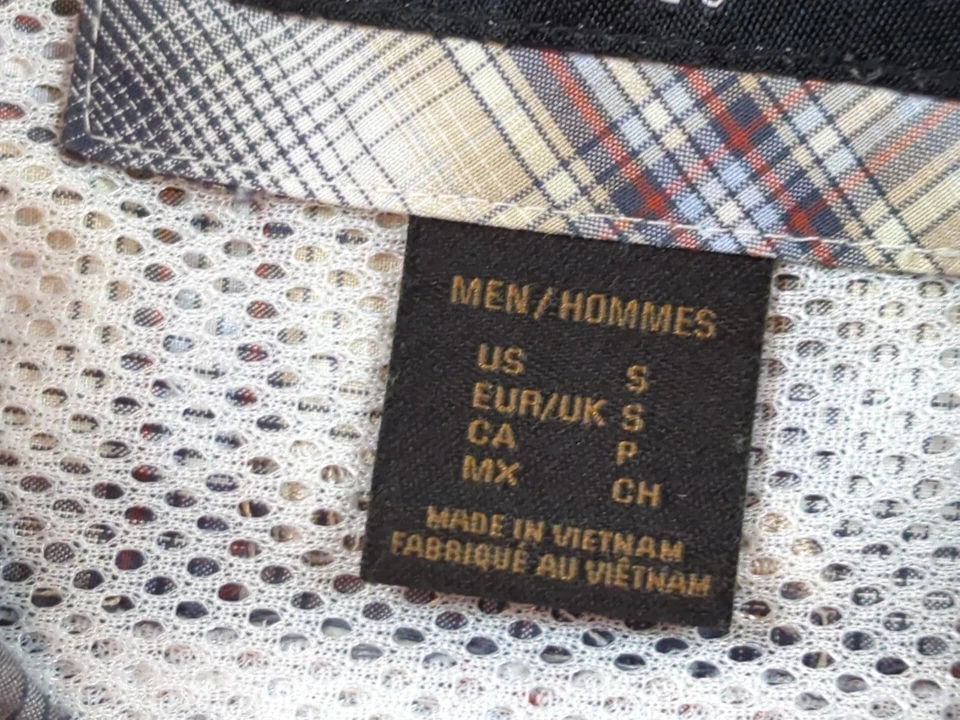 MEN/HOMMES
US S
EUR/UK S
CA P
MX CH
MADE IN VIETNAM
FABRIQUÉ AU VIÊTNAM